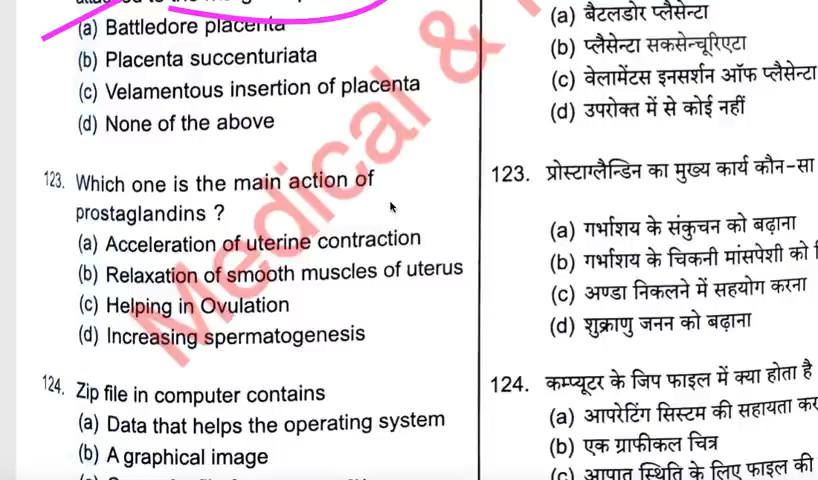 (a) Battledore placenta
(b) Placenta succenturiata
(c) Velamentous insertion of placenta
(d) None of the above
123. Which one is the main action of
prostaglandins ?
(a) Acceleration of uterine contraction
(b) Relaxation of smooth muscles of uterus
(c) Helping in Ovulation
(d) Increasing spermatogenesis
124. Zip file in computer contains
(a) Data that helps the operating system
(b) A graphical image
(a) बैटलडोर प्लैसेन्टा
(b) प्लैसेन्टा सकसेन्चूरिएटा
(c) वेलामेंटस इनसर्शन ऑफ प्लैसेन्टा
(d) उपरोक्त में से कोई नहीं
123. प्रोस्टाग्लैन्डिन का मुख्य कार्य कौन-सा
(a) गर्भाशय के संकुचन को बढ़ाना
(b) गर्भाशय के चिकनी मांसपेशी को
(c) अण्डा निकलने में सहयोग करना
(d) शुक्राणु जनन को बढ़ाना
124. कम्प्यूटर के जिप फाइल में क्या होता है
(a) आपरेटिंग सिस्टम की सहायता
(b) एक ग्राफीकल चित्र
(c) आपात स्थिति के लिए फाइल की
Medical &